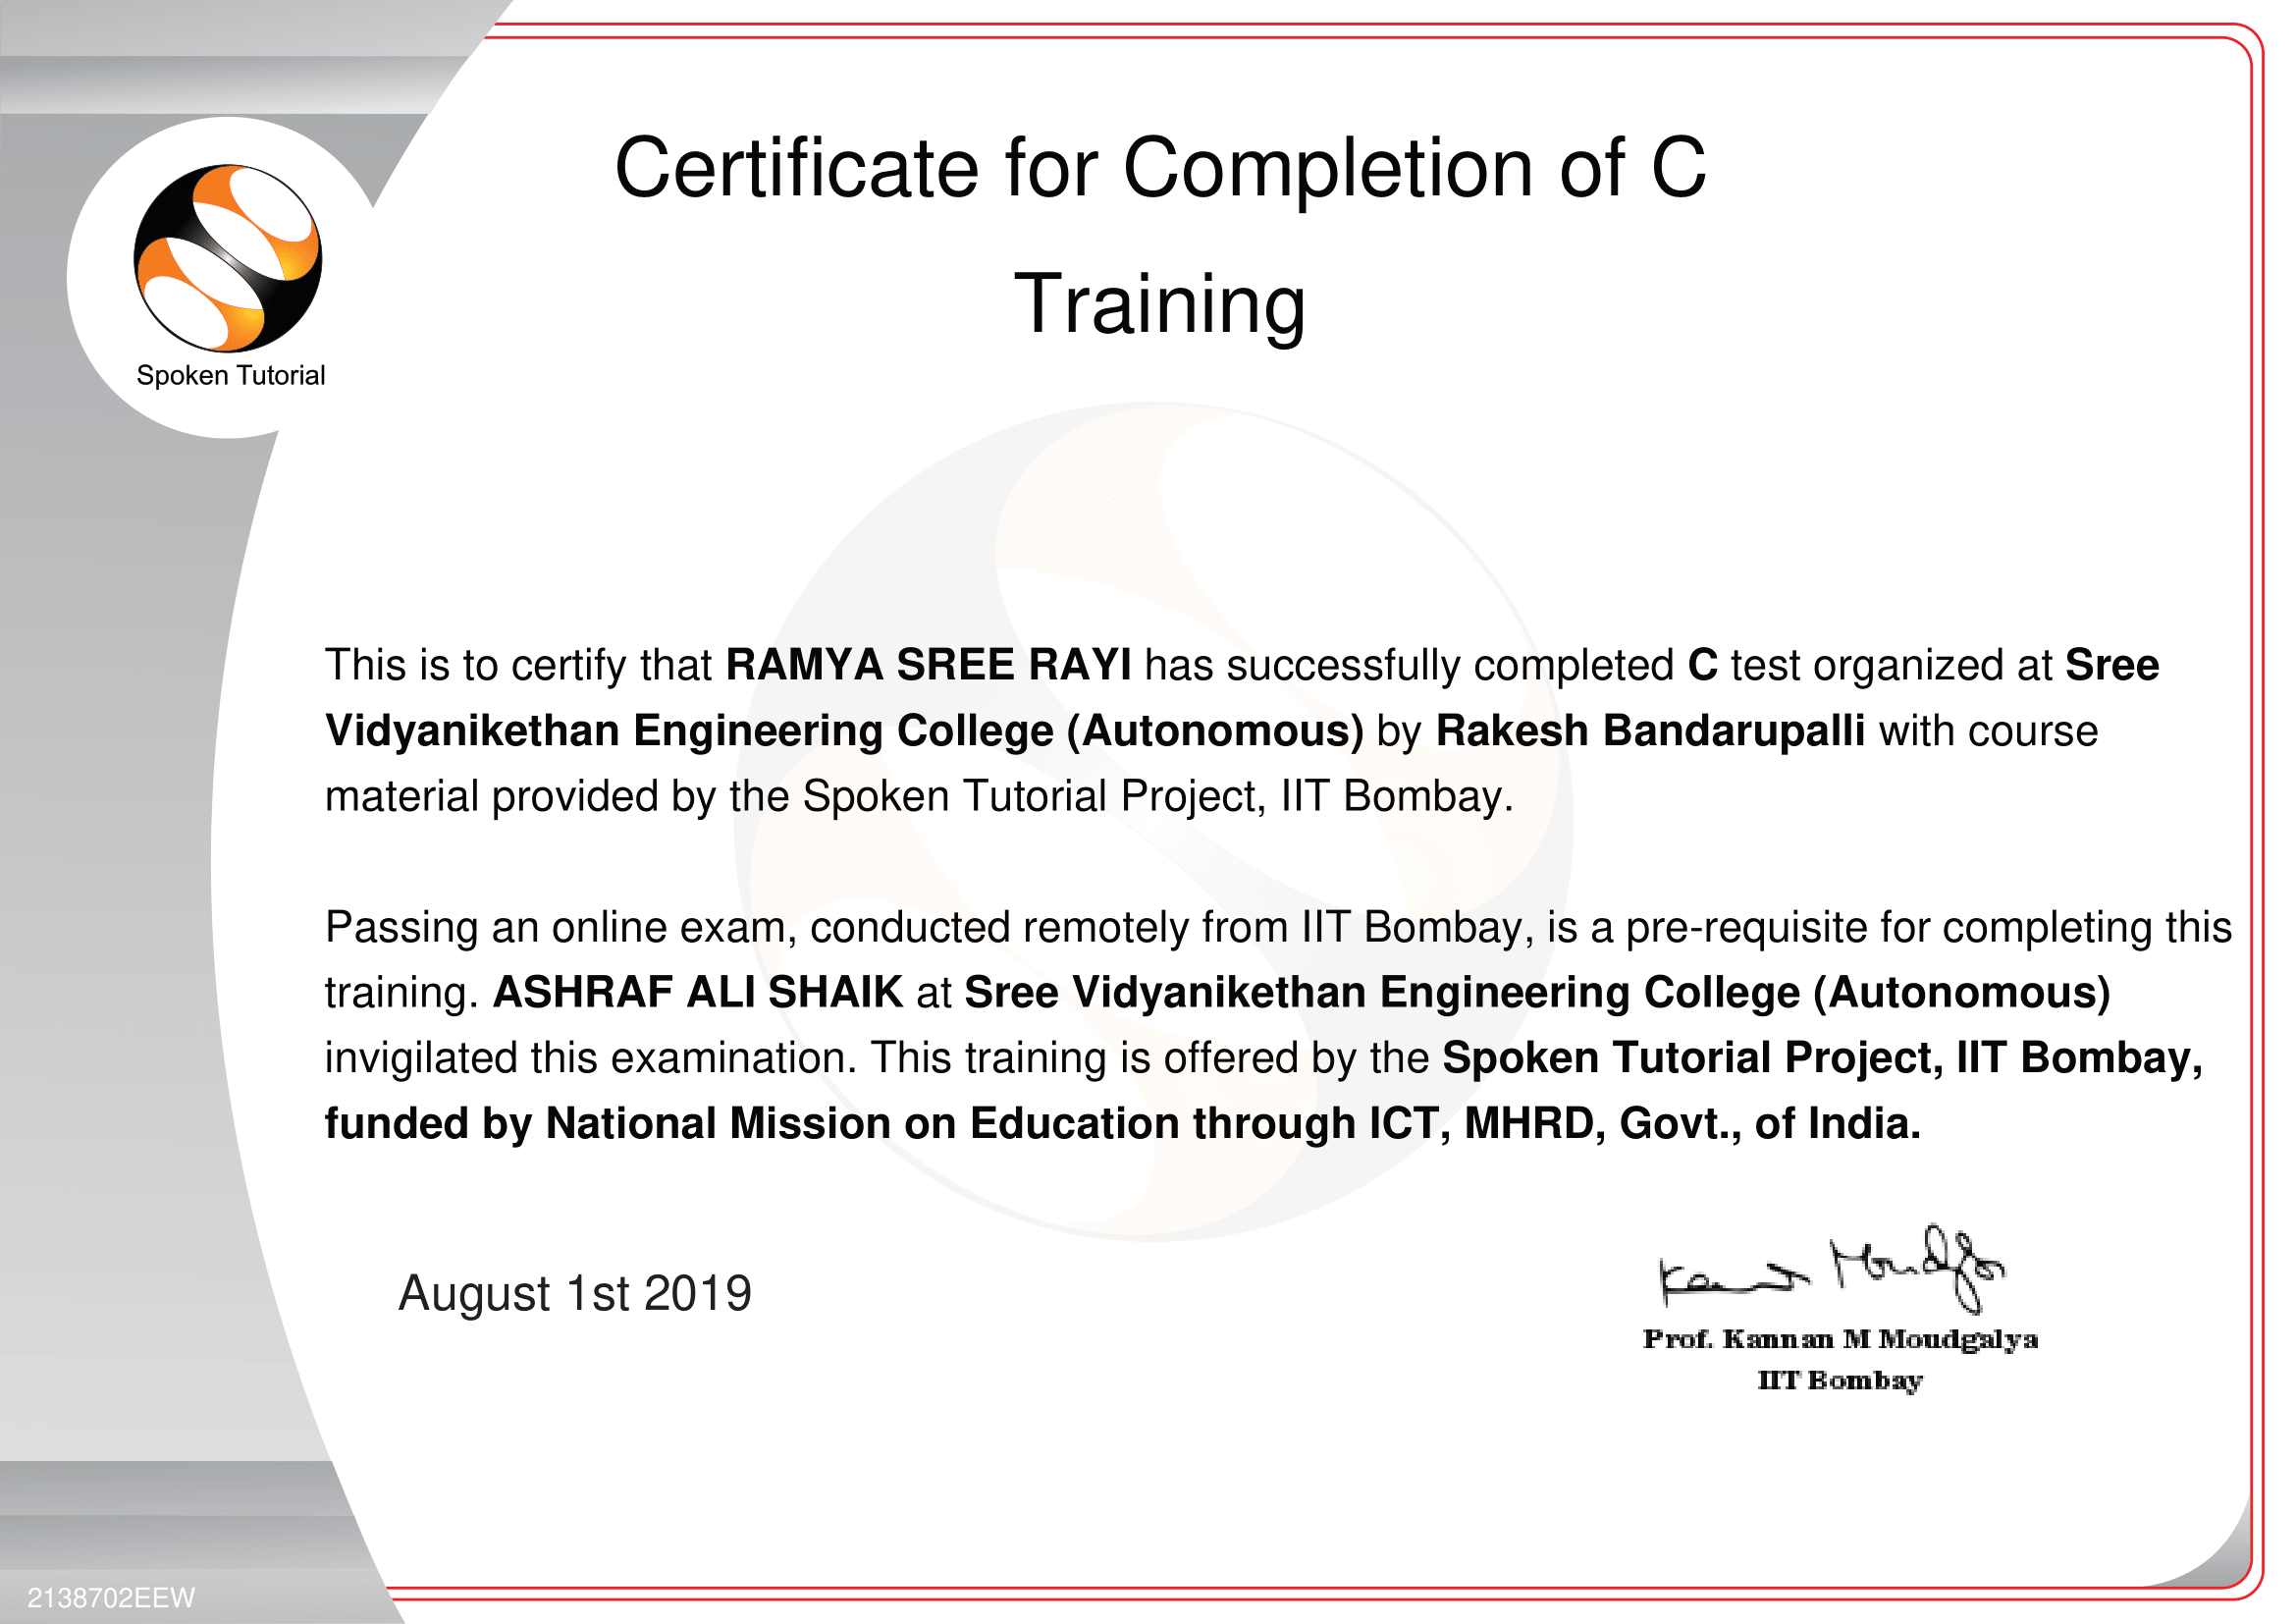 Certificate for Completion of C
Training
Spoken Tutorial
This is to certify that RAMYA SREE RAYI has successfully completed C test organized at Sree
Vidyanikethan Engineering College (Autonomous) by Rakesh Bandarupalli with course
material provided by the Spoken Tutorial Project, IIT Bombay.
Passing an online exam, conducted remotely from IIT Bombay, is a pre-requisite for completing this
training. ASHRAF ALI SHAIK at Sree Vidyanikethan Engineering College (Autonomous)
invigilated this examination. This training is offered by the Spoken Tutorial Project, IIT Bombay,
funded by National Mission on Education through ICT, MHRD, Govt., of India.
August 1st 2019
Prof. Kannan M Moudgalya
IIT Bombay
2138702EEW